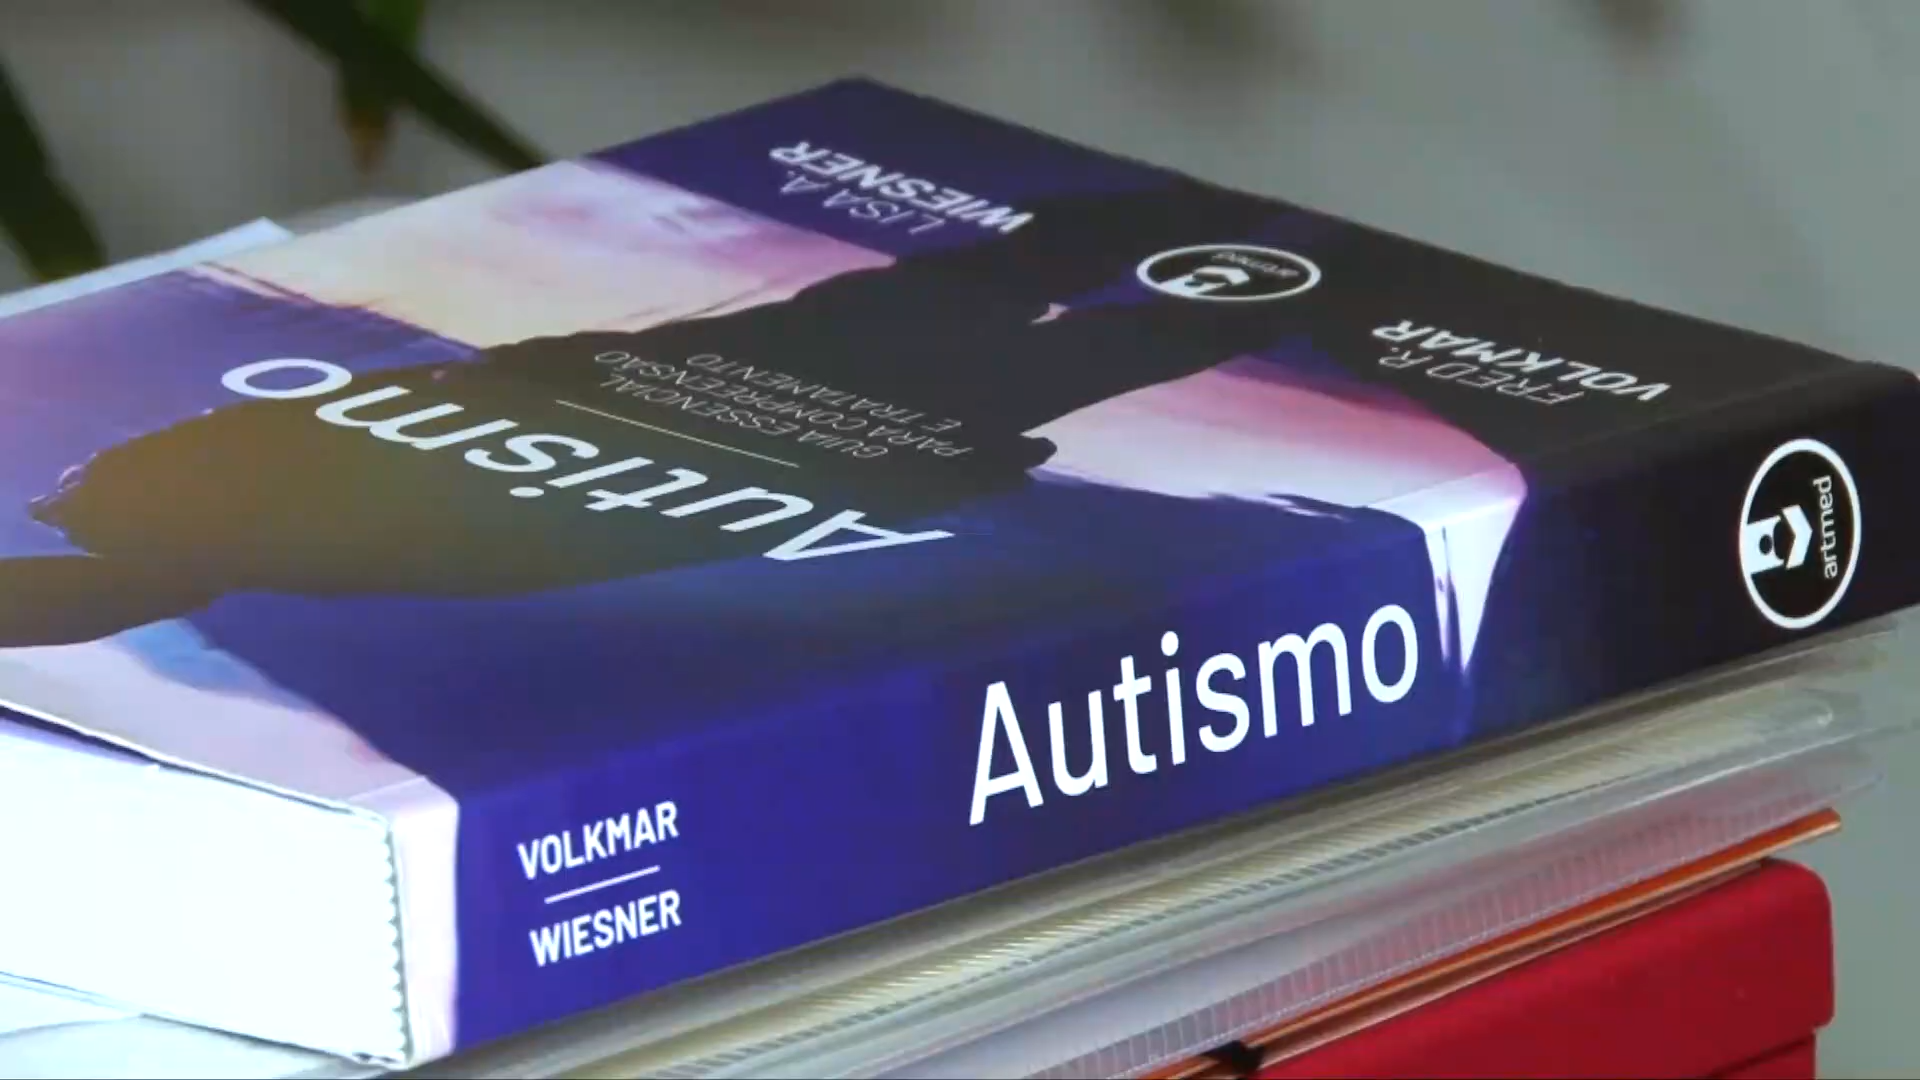 LISA A.
WIESNER
artmed
FRED R.
VOLKMAR
Autismo
GUIA ESSENCIAL
PARA COMPREENSÃO
E TRATAMENTO
VOLKMAR
WIESNER
Autismo
artmed